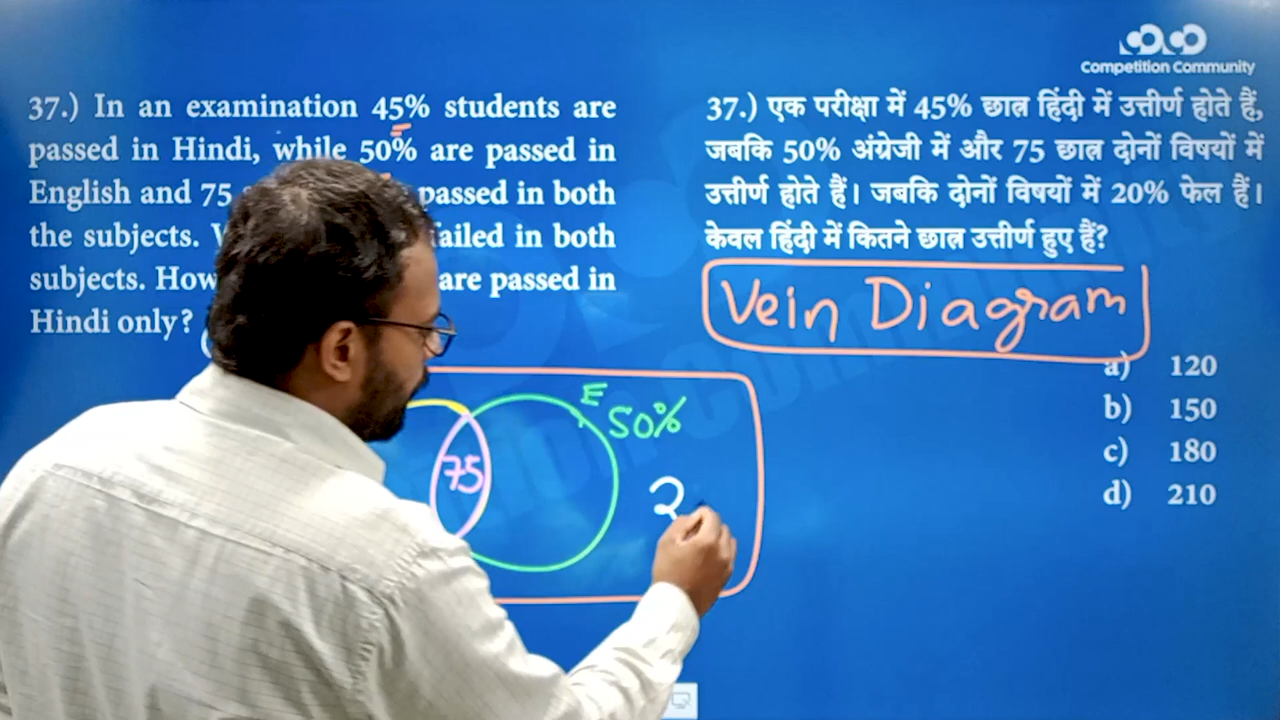 Competition Community
37.) In an examination 45% students are
passed in Hindi, while 50% are passed in
English and 75 passed in both
the subjects. failed in both
subjects. How are passed in
Hindi only?
37.) एक परीक्षा में 45% छात्र हिंदी में उत्तीर्ण होते हैं,
जबकि 50% अंग्रेजी में और 75 छात्र दोनों विषयों में
उत्तीर्ण होते हैं। जबकि दोनों विषयों में 20% फेल हैं।
केवल हिंदी में कितने छात्र उत्तीर्ण हुए हैं?
Vein Diagram
a) 120
b) 150
c) 180
d) 210
E
50%
75
2